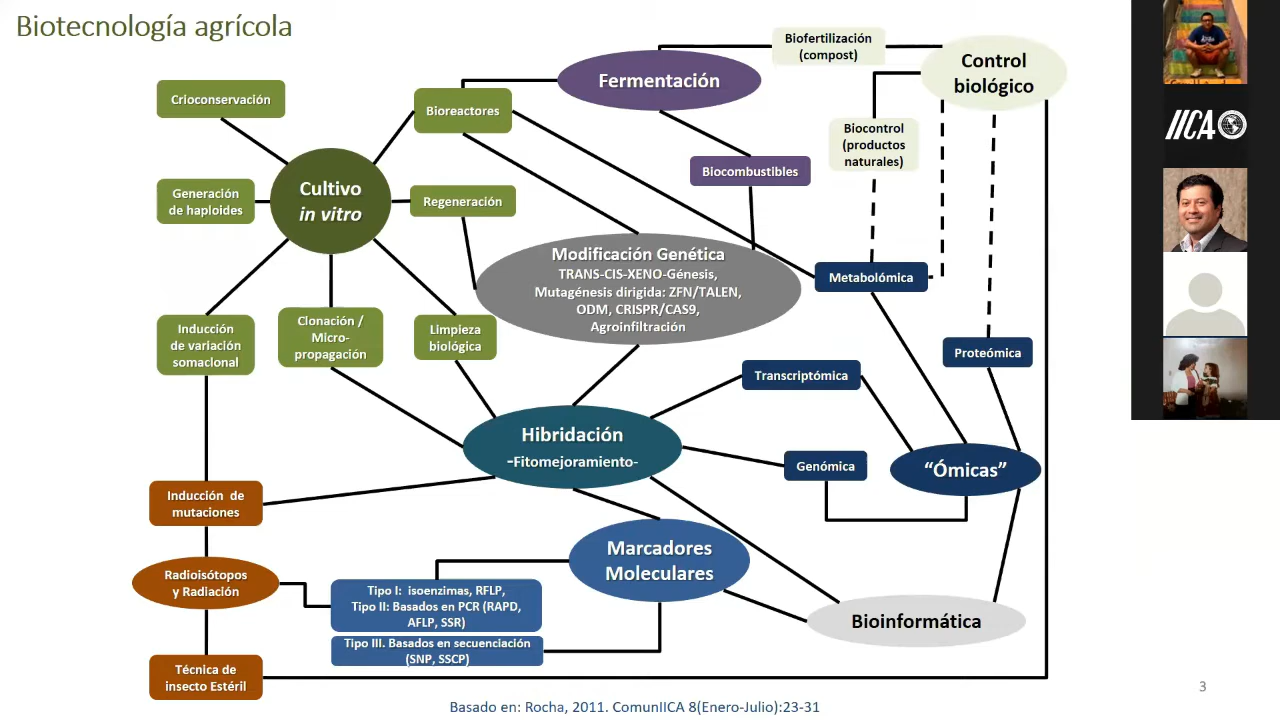 Biotecnología agrícola
Biofertilización
(compost)
Control
biológico
Fermentación
Crioconservación
Bioreactores
Biocontrol
(productos
naturales)
Biocombustibles
Generación
de haploides
Cultivo
in vitro
Regeneración
Modificación Genética
TRANS-CIS-XENO-Génesis,
Mutagénesis dirigida: ZFN/TALEN,
ODM, CRISPR/CAS9,
Agroinfiltración
Metabolómica
Inducción
de variación
somaclonal
Clonación /
Micro-
propagación
Limpieza
biológica
Proteómica
Transcriptómica
Hibridación
-Fitomejoramiento-
Genómica
“Ómicas”
Inducción de
mutaciones
Marcadores
Moleculares
Radioisótopos
y Radiación
Tipo I: isoenzimas, RFLP,
Tipo II: Basados en PCR (RAPD,
AFLP, SSR)
Tipo III. Basados en secuenciación
(SNP, SSCP)
Bioinformática
Técnica de
insecto Estéril
Basado en: Rocha, 2011. ComunIICA 8(Enero-Julio):23-31
3
IICA